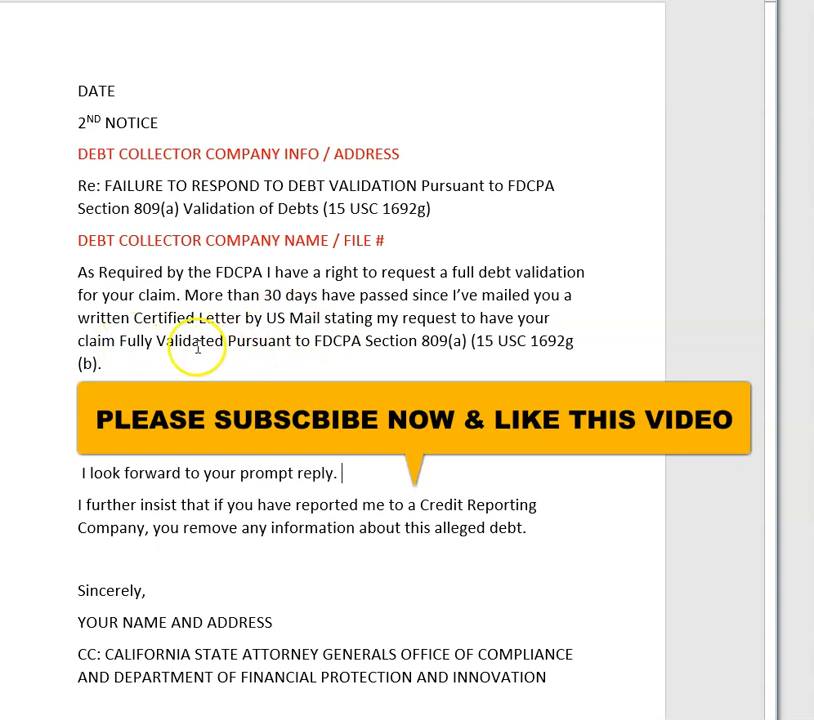 DATE
2ND NOTICE
DEBT COLLECTOR COMPANY INFO / ADDRESS
Re: FAILURE TO RESPOND TO DEBT VALIDATION Pursuant to FDCPA
Section 809(a) Validation of Debts (15 USC 1692g)
DEBT COLLECTOR COMPANY NAME / FILE #
As Required by the FDCPA I have a right to request a full debt validation
for your claim. More than 30 days have passed since I've mailed you a
written Certified Letter by US Mail stating my request to have your
claim Fully Validated Pursuant to FDCPA Section 809(a) (15 USC 1692g
(b).
PLEASE SUBSCBIBE NOW & LIKE THIS VIDEO
I look forward to your prompt reply.
I further insist that if you have reported me to a Credit Reporting
Company, you remove any information about this alleged debt.
Sincerely,
YOUR NAME AND ADDRESS
CC: CALIFORNIA STATE ATTORNEY GENERALS OFFICE OF COMPLIANCE
AND DEPARTMENT OF FINANCIAL PROTECTION AND INNOVATION